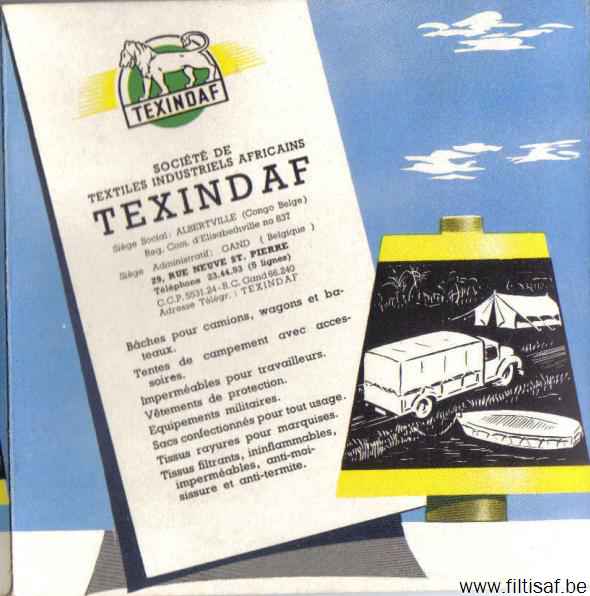 TEXINDAF
SOCIÉTÉ DE
TEXTILES INDUSTRIELS AFRICAINS
TEXINDAF
Siège Social: ALBERTVILLE (Congo Belge)
Reg. Com. d'Elisabethville no 837
Siège Administratif: GAND (Belgique)
29, RUE NEUVE ST. PIERRE
Téléphone 23.44.93 (5 lignes)
C.C.P. 5531.24-R.C. Gand 66.240
Adresse Télégr.: TEXINDAF
Bâches pour camions, wagons et ba-
teaux.
Tentes de campement avec acces-
soires.
Imperméables pour travailleurs.
Vêtements de protection.
Equipements militaires.
Sacs confectionnés pour tout usage.
Tissus rayures pour marquises.
Tissus filtrants, ininflammables,
imperméables, anti-moi-
sissure et anti-termite.
www.filtisaf.be